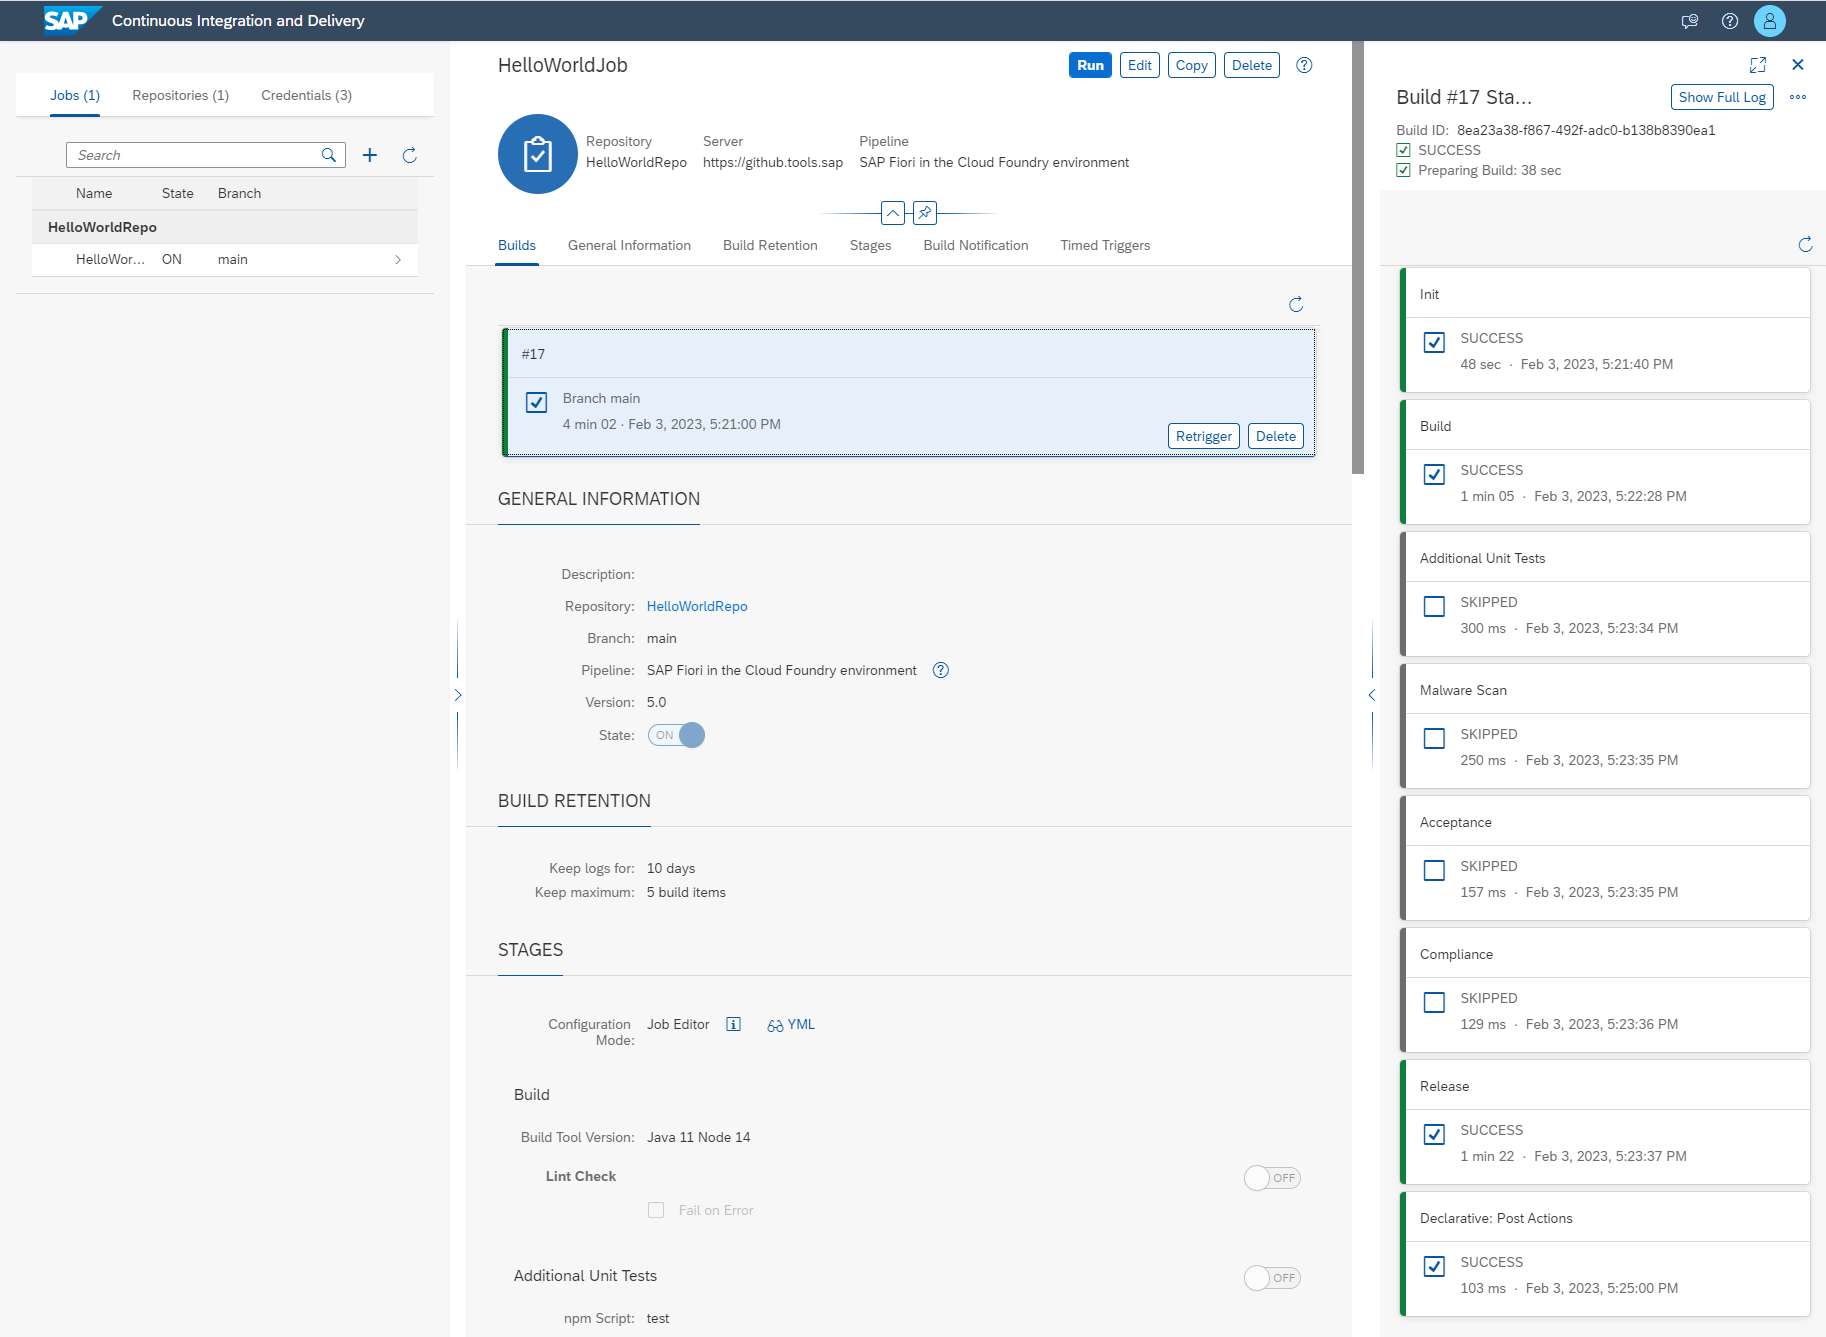 SAP Continuous Integration and Delivery
Jobs (1) Repositories (1) Credentials (3)
Search
Name State Branch
HelloWorldRepo
HelloWor... ON main
HelloWorldJob
Run Edit Copy Delete
Repository Server Pipeline
HelloWorldRepo https://github.tools.sap SAP Fiori in the Cloud Foundry environment
Builds General Information Build Retention Stages Build Notification Timed Triggers
#17
Branch main
4 min 02 · Feb 3, 2023, 5:21:00 PM
Retrigger Delete
GENERAL INFORMATION
Description:
Repository: HelloWorldRepo
Branch: main
Pipeline: SAP Fiori in the Cloud Foundry environment
Version: 5.0
State: ON
BUILD RETENTION
Keep logs for: 10 days
Keep maximum: 5 build items
STAGES
Configuration Mode: Job Editor YML
Build
Build Tool Version: Java 11 Node 14
Lint Check OFF
Fail on Error
Additional Unit Tests OFF
npm Script: test
Build #17 Sta...
Show Full Log
Build ID: 8ea23a38-f867-492f-adc0-b138b8390ea1
SUCCESS
Preparing Build: 38 sec
Init
SUCCESS
48 sec · Feb 3, 2023, 5:21:40 PM
Build
SUCCESS
1 min 05 · Feb 3, 2023, 5:22:28 PM
Additional Unit Tests
SKIPPED
300 ms · Feb 3, 2023, 5:23:34 PM
Malware Scan
SKIPPED
250 ms · Feb 3, 2023, 5:23:35 PM
Acceptance
SKIPPED
157 ms · Feb 3, 2023, 5:23:35 PM
Compliance
SKIPPED
129 ms · Feb 3, 2023, 5:23:36 PM
Release
SUCCESS
1 min 22 · Feb 3, 2023, 5:23:37 PM
Declarative: Post Actions
SUCCESS
103 ms · Feb 3, 2023, 5:25:00 PM